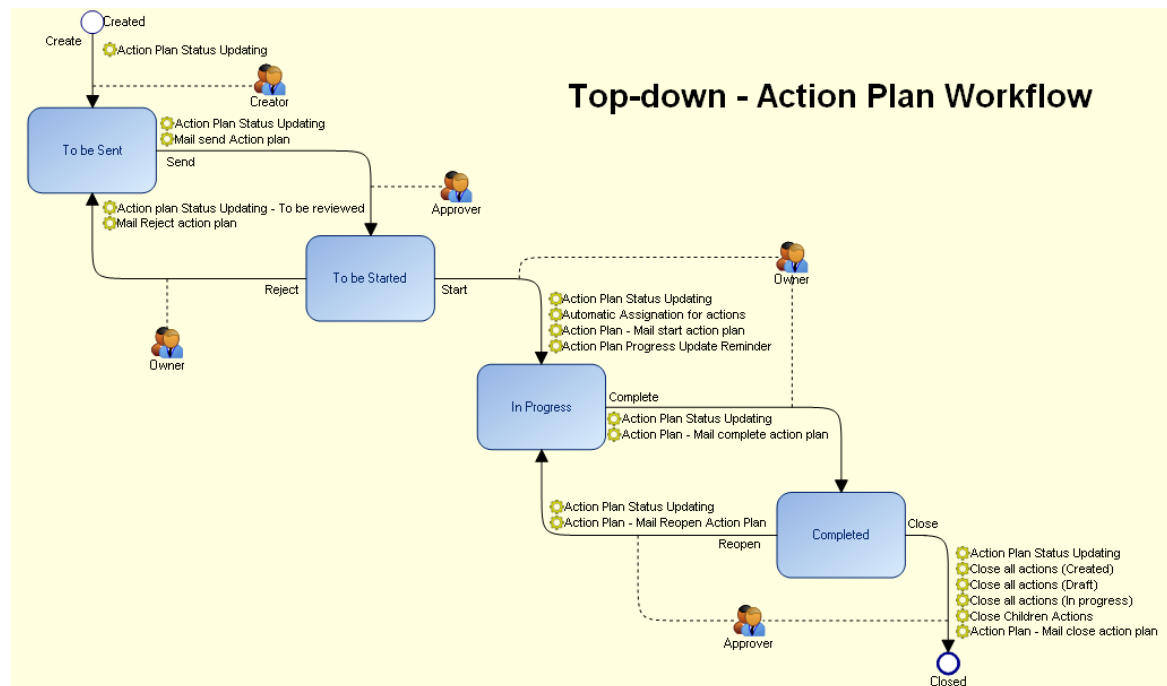 Created
Create
Action Plan Status Updating
Creator
Top-down - Action Plan Workflow
To be Sent
Action Plan Status Updating
Mail send Action plan
Send
Approver
Action plan Status Updating - To be reviewed
Mail Reject action plan
Reject
To be Started
Start
Owner
Owner
Action Plan Status Updating
Automatic Assignation for actions
Action Plan - Mail start action plan
Action Plan Progress Update Reminder
In Progress
Complete
Action Plan Status Updating
Action Plan - Mail complete action plan
Action Plan Status Updating
Action Plan - Mail Reopen Action Plan
Reopen
Completed
Close
Action Plan Status Updating
Close all actions (Created)
Close all actions (Draft)
Close all actions (In progress)
Close Children Actions
Action Plan - Mail close action plan
Approver
Closed